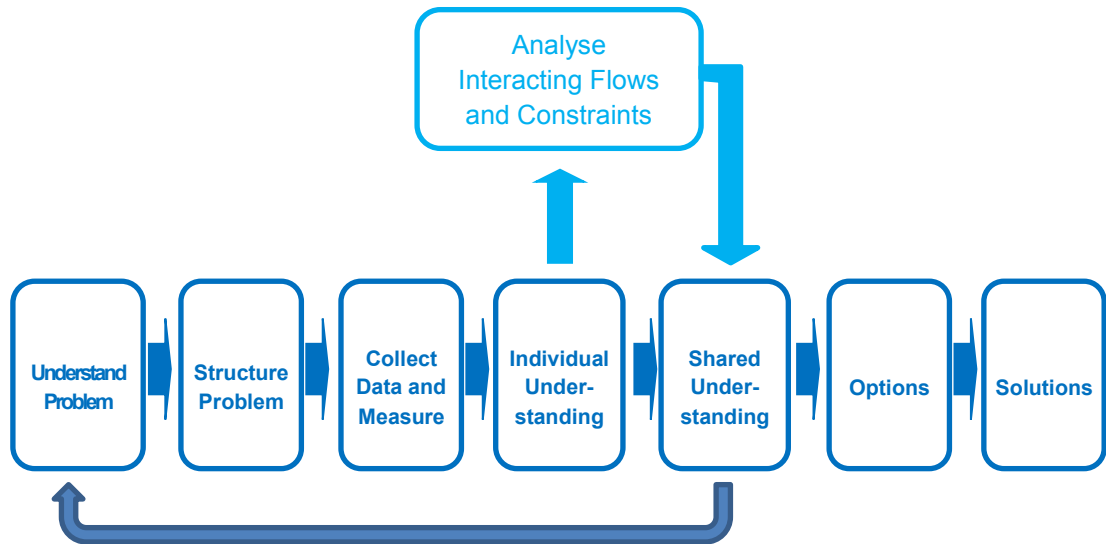 Analyse
Interacting Flows
and Constraints
Understand
Problem
Structure
Problem
Collect
Data and
Measure
Individual
Under-
standing
Shared
Under-
standing
Options
Solutions